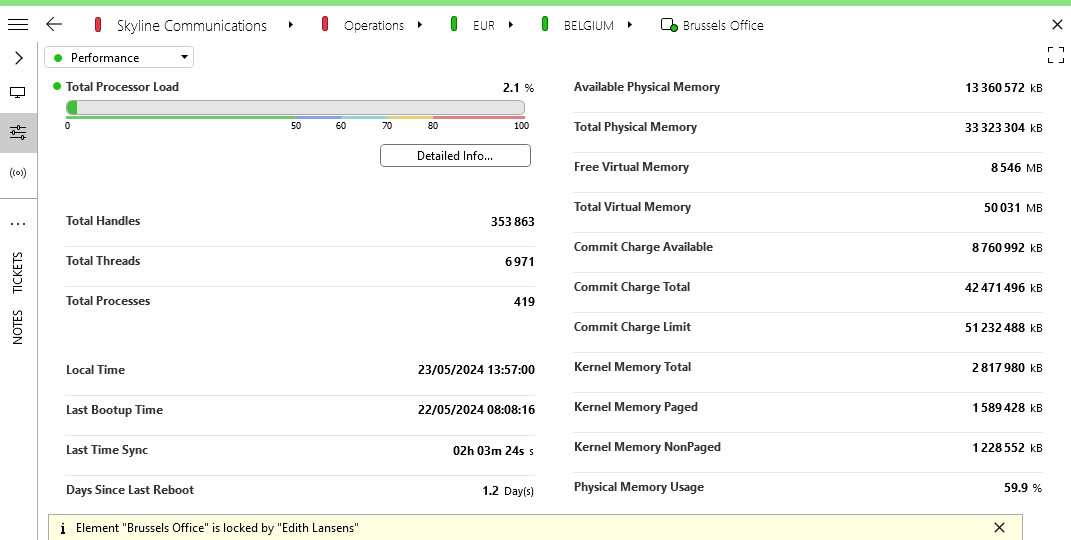 Skyline Communications Operations EUR BELGIUM Brussels Office
Performance
Total Processor Load 2.1 %
0 50 60 70 80 100
Detailed Info...
Total Handles 353 863
Total Threads 6 971
Total Processes 419
Local Time 23/05/2024 13:57:00
Last Bootup Time 22/05/2024 08:08:16
Last Time Sync 02h 03m 24s s
Days Since Last Reboot 1.2 Day(s)
Available Physical Memory 13 360 572 kB
Total Physical Memory 33 323 304 kB
Free Virtual Memory 8 546 MB
Total Virtual Memory 50 031 MB
Commit Charge Available 8 760 992 kB
Commit Charge Total 42 471 496 kB
Commit Charge Limit 51 232 488 kB
Kernel Memory Total 2 817 980 kB
Kernel Memory Paged 1 589 428 kB
Kernel Memory NonPaged 1 228 552 kB
Physical Memory Usage 59.9 %
TICKETS
NOTES
Element "Brussels Office" is locked by "Edith Lansens"